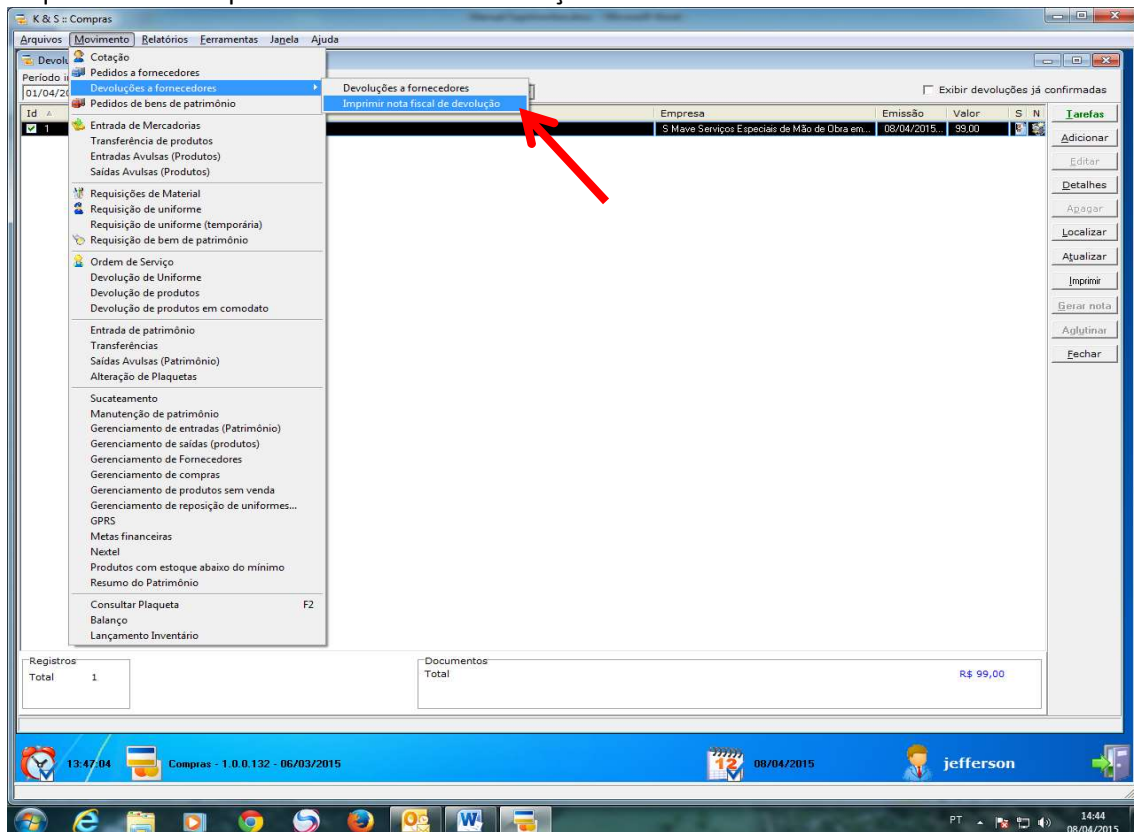 K & S :: Compras
Arquivos Movimento Relatórios Ferramentas Janela Ajuda
Cotação
Pedidos a fornecedores
Devoluções a fornecedores
Pedidos de bens de patrimônio
Entrada de Mercadorias
Transferência de produtos
Entradas Avulsas (Produtos)
Saídas Avulsas (Produtos)
Requisições de Material
Requisição de uniforme
Requisição de uniforme (temporária)
Requisição de bem de patrimônio
Ordem de Serviço
Devolução de Uniforme
Devolução de produtos
Devolução de produtos em comodato
Entrada de patrimônio
Transferências
Saídas Avulsas (Patrimônio)
Alteração de Plaquetas
Sucateamento
Manutenção de patrimônio
Gerenciamento de entradas (Patrimônio)
Gerenciamento de saídas (produtos)
Gerenciamento de Fornecedores
Gerenciamento de compras
Gerenciamento de produtos sem venda
Gerenciamento de reposição de uniformes...
GPRS
Metas financeiras
Nextel
Produtos com estoque abaixo do mínimo
Resumo do Patrimônio
Consultar Plaqueta F2
Balanço
Lançamento Inventário
Devoluções a fornecedores
Imprimir nota fiscal de devolução
Período
01/04/20
Exibir devoluções já confirmadas
Id Empresa Emissão Valor S N
1 S Mave Serviços Especiais de Mão de Obra em... 08/04/2015... 99,00
Tarefas
Adicionar
Editar
Detalhes
Apagar
Localizar
Atualizar
Imprimir
Gerar nota
Aglutinar
Fechar
Registros
Total 1
Documentos
Total R$ 99,00
13:47:04 Compras - 1.0.0.132 - 06/03/2015 12 08/04/2015 jefferson
PT 14:44
08/04/2015